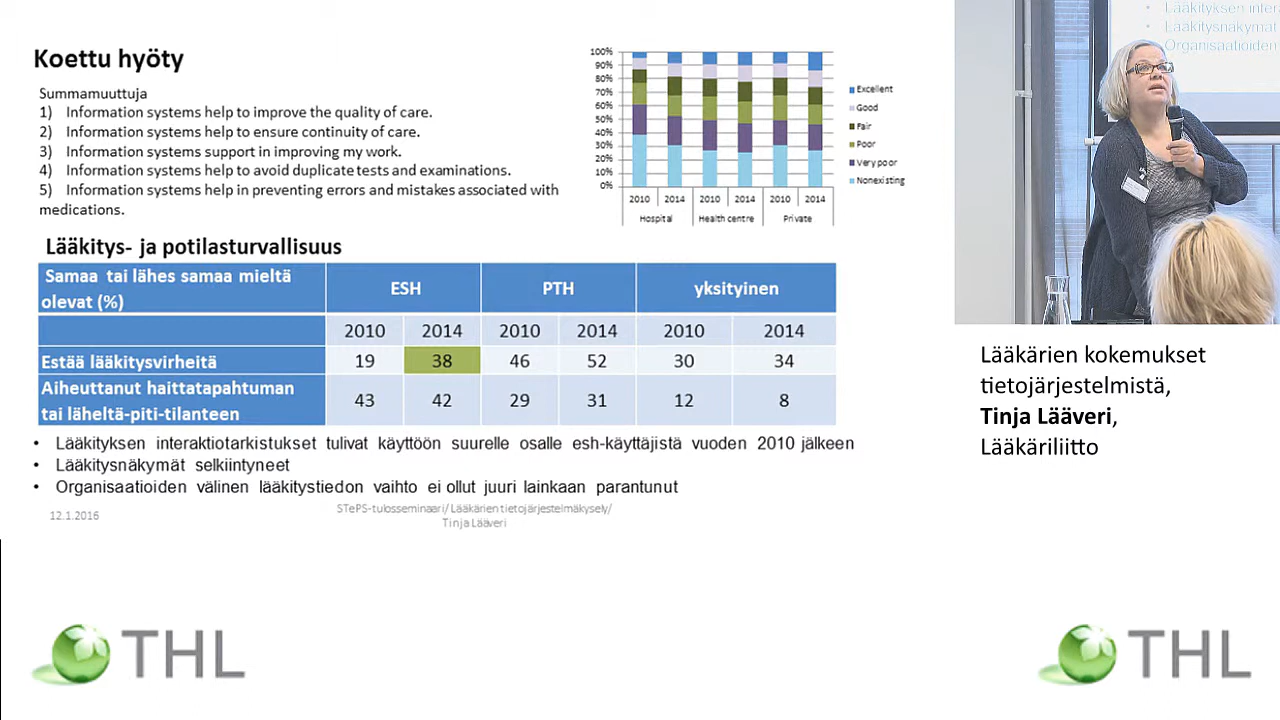 Koettu hyöty
Summamuuttuja
1) Information systems help to improve the quality of care.
2) Information systems help to ensure continuity of care.
3) Information systems support in improving my work.
4) Information systems help to avoid duplicate tests and examinations.
5) Information systems help in preventing errors and mistakes associated with
medications.
100%
90%
80%
70%
60%
50%
40%
30%
20%
10%
0%
2010 2014 2010 2014 2010 2014
Hospital Health centre Private
Excellent
Good
Fair
Poor
Very poor
Nonexisting
Lääkitys- ja potilasturvallisuus
Samaa tai lähes samaa mieltä
olevat (%)
ESH PTH yksityinen
2010 2014 2010 2014 2010 2014
Estää lääkitysvirheitä 19 38 46 52 30 34
Aiheuttanut haittatapahtuman
tai läheltä-piti-tilanteen
43 42 29 31 12 8
• Lääkityksen interaktiotarkistukset tulivat käyttöön suurelle osalle esh-käyttäjistä vuoden 2010 jälkeen
• Lääkitysnäkymät selkiintyneet
• Organisaatioiden välinen lääkitystiedon vaihto ei ollut juuri lainkaan parantunut
12.1.2016
STePS-tulosseminaari/ Lääkärien tietojärjestelmäkysely/
Tinja Lääveri
• Lääkityksen inter
• Lääkitysnäkymät
Organisaatioiden
Lääkärien kokemukset
tietojärjestelmistä,
Tinja Lääveri,
Lääkäriliitto
THL
THL